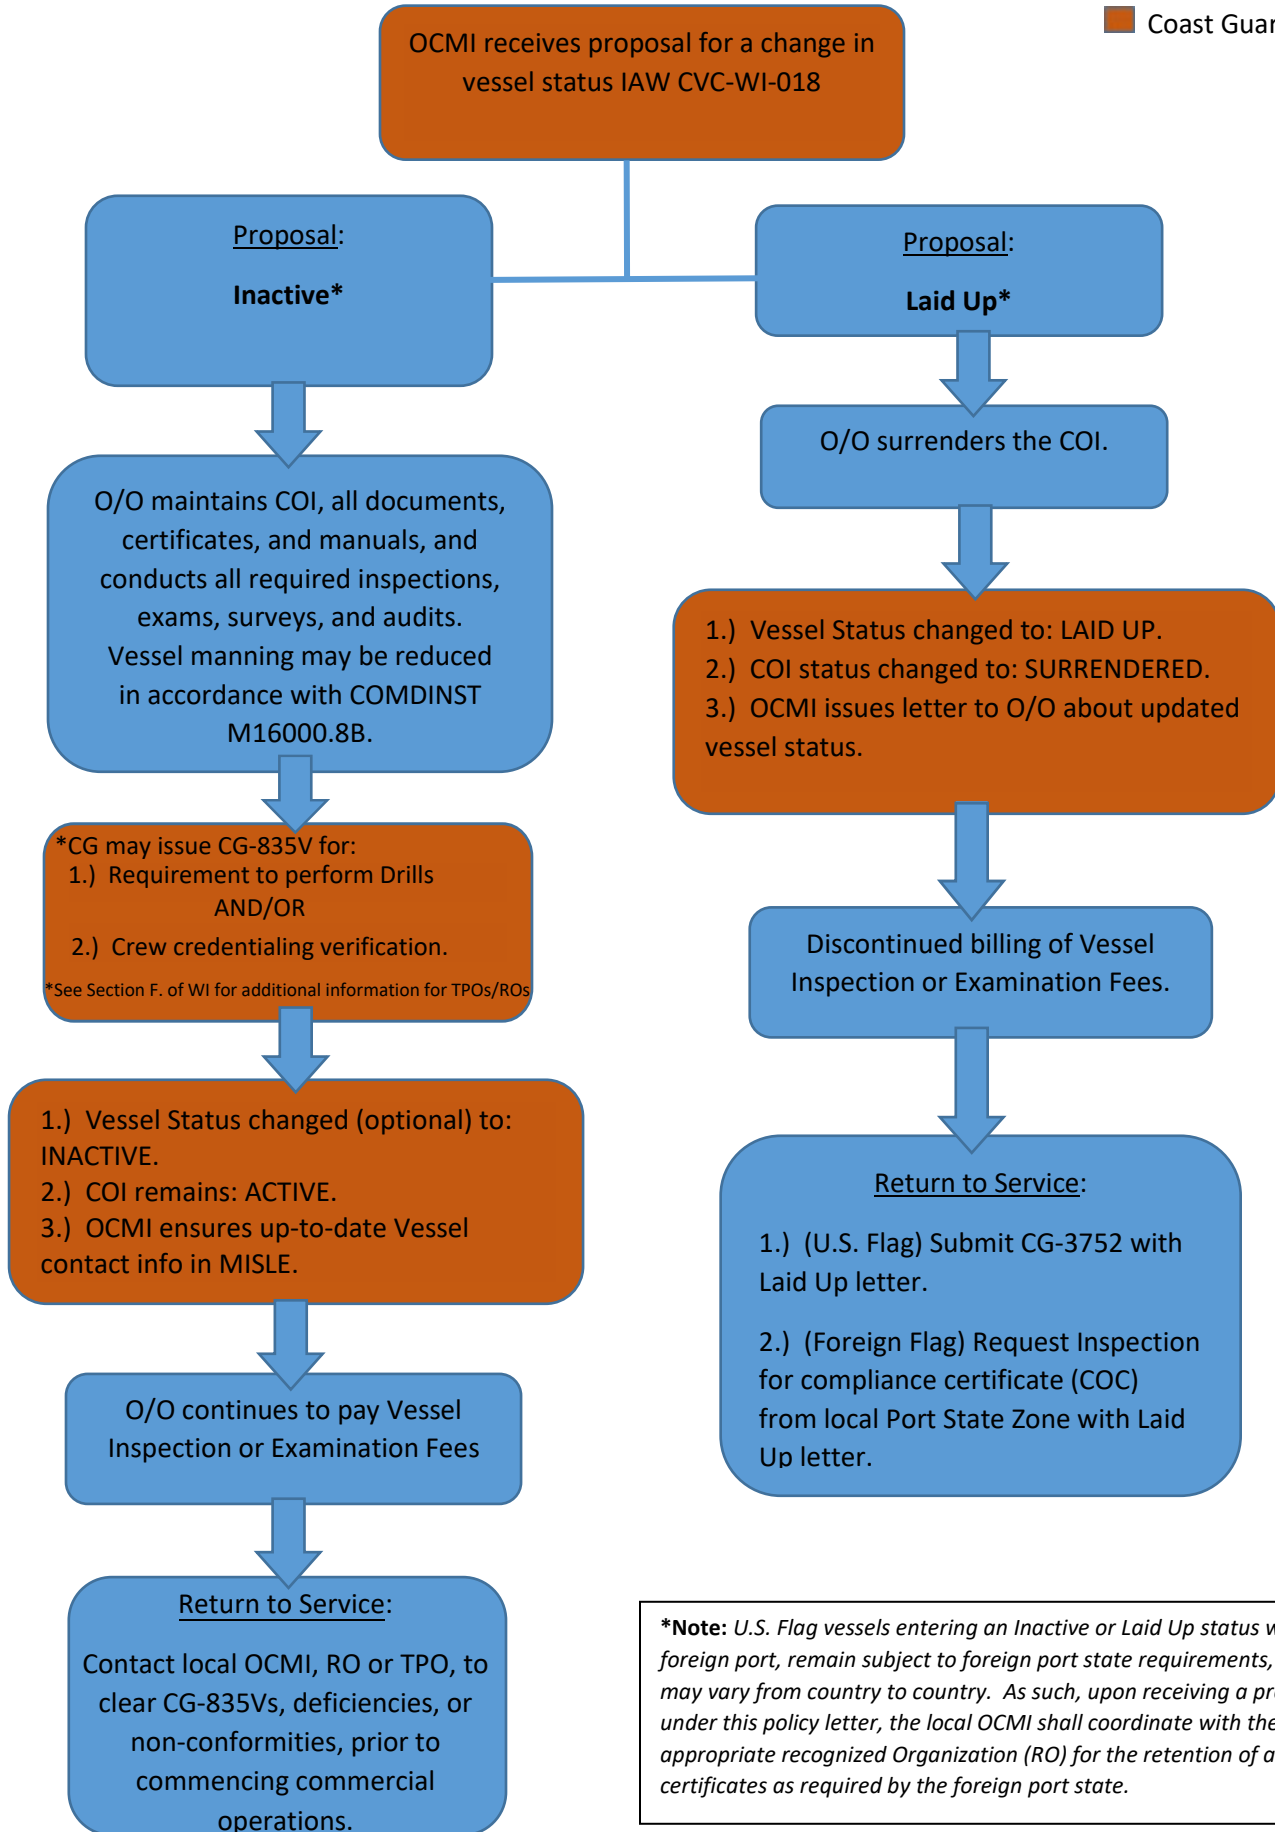 Coast Guar
OCMI receives proposal for a change in
vessel status IAW CVC-WI-018
Proposal:
Inactive*
O/O maintains COI, all documents,
certificates, and manuals, and
conducts all required inspections,
exams, surveys, and audits.
Vessel manning may be reduced
in accordance with COMDINST
M16000.8B.
*CG may issue CG-835V for:
1.) Requirement to perform Drills
AND/OR
2.) Crew credentialing verification.
*See Section F. of WI for additional information for TPOs/ROs
1.) Vessel Status changed (optional) to:
INACTIVE.
2.) COI remains: ACTIVE.
3.) OCMI ensures up-to-date Vessel
contact info in MISLE.
O/O continues to pay Vessel
Inspection or Examination Fees
Return to Service:
Contact local OCMI, RO or TPO, to
clear CG-835Vs, deficiencies, or
non-conformities, prior to
commencing commercial
operations.
Proposal:
Laid Up*
O/O surrenders the COI.
1.) Vessel Status changed to: LAID UP.
2.) COI status changed to: SURRENDERED.
3.) OCMI issues letter to O/O about updated
vessel status.
Discontinued billing of Vessel
Inspection or Examination Fees.
Return to Service:
1.) (U.S. Flag) Submit CG-3752 with
Laid Up letter.
2.) (Foreign Flag) Request Inspection
for compliance certificate (COC)
from local Port State Zone with Laid
Up letter.
*Note: U.S. Flag vessels entering an Inactive or Laid Up status
foreign port, remain subject to foreign port state requirements,
may vary from country to country. As such, upon receiving a
under this policy letter, the local OCMI shall coordinate with the
appropriate recognized Organization (RO) for the retention of
certificates as required by the foreign port state.